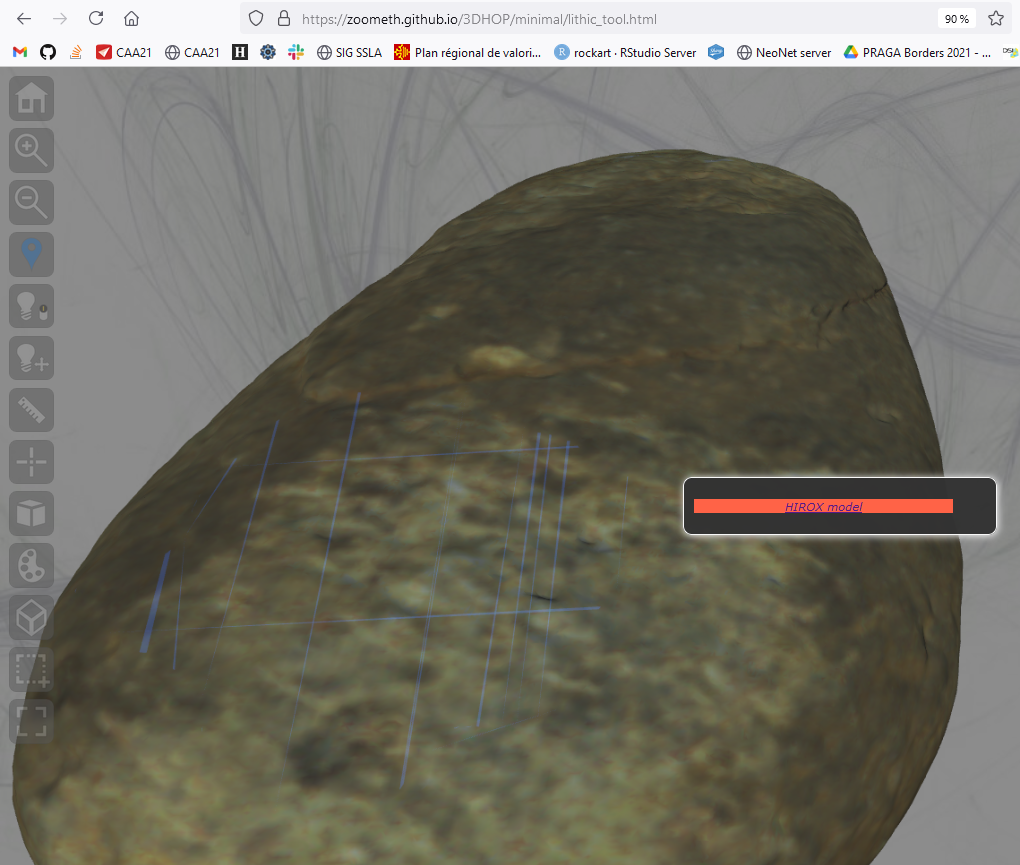 https://zoometh.github.io/3DHOP/minimal/lithic_tool.html
90 %
CAA21
CAA21
H
SIG SSLA
Plan régional de valori...
R
rockart · RStudio Server
NeoNet server
PRAGA Borders 2021 - ...
HIROX model